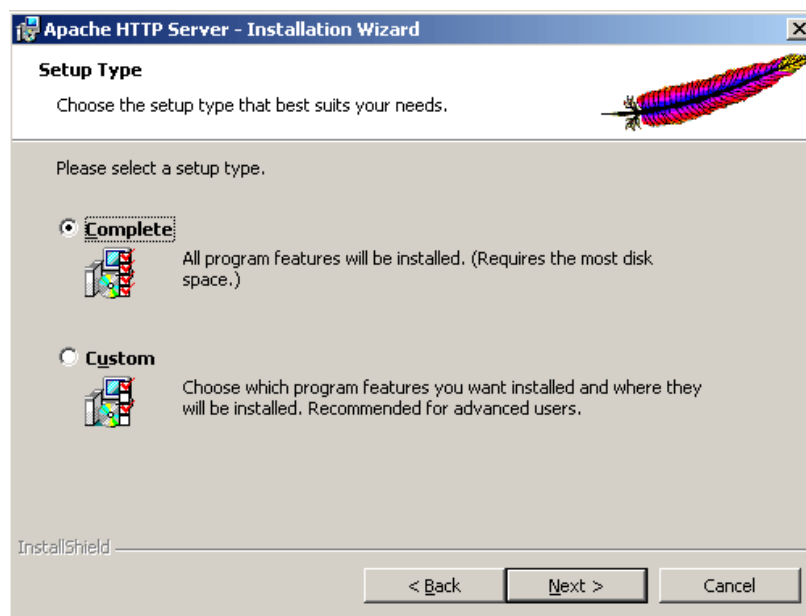 Apache HTTP Server - Installation Wizard
Setup Type
Choose the setup type that best suits your needs.
Please select a setup type.
Complete
All program features will be installed. (Requires the most disk
space.)
Custom
Choose which program features you want installed and where they
will be installed. Recommended for advanced users.
InstallShield
< Back
Next >
Cancel